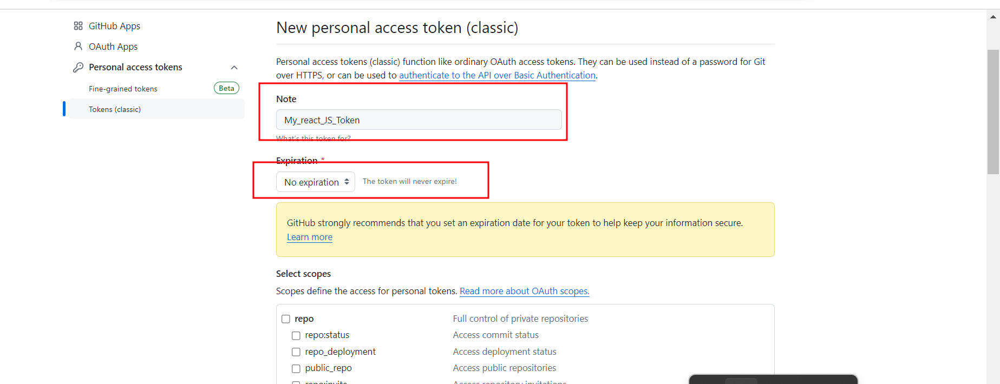 GitHub Apps
OAuth Apps
Personal access tokens
Fine-grained tokens
Beta
Tokens (classic)
New personal access token (classic)
Personal access tokens (classic) function like ordinary OAuth access tokens. They can be used instead of a password for Git
over HTTPS, or can be used to authenticate to the API over Basic Authentication.
Note
My_react_JS_Token
What's this token for?
Expiration *
No expiration
The token will never expire!
GitHub strongly recommends that you set an expiration date for your token to help keep your information secure.
Learn more
Select scopes
Scopes define the access for personal tokens. Read more about OAuth scopes.
repo Full control of private repositories
repo:status Access commit status
repo_deployment Access deployment status
public_repo Access public repositories
repo:invite Access repository invitations